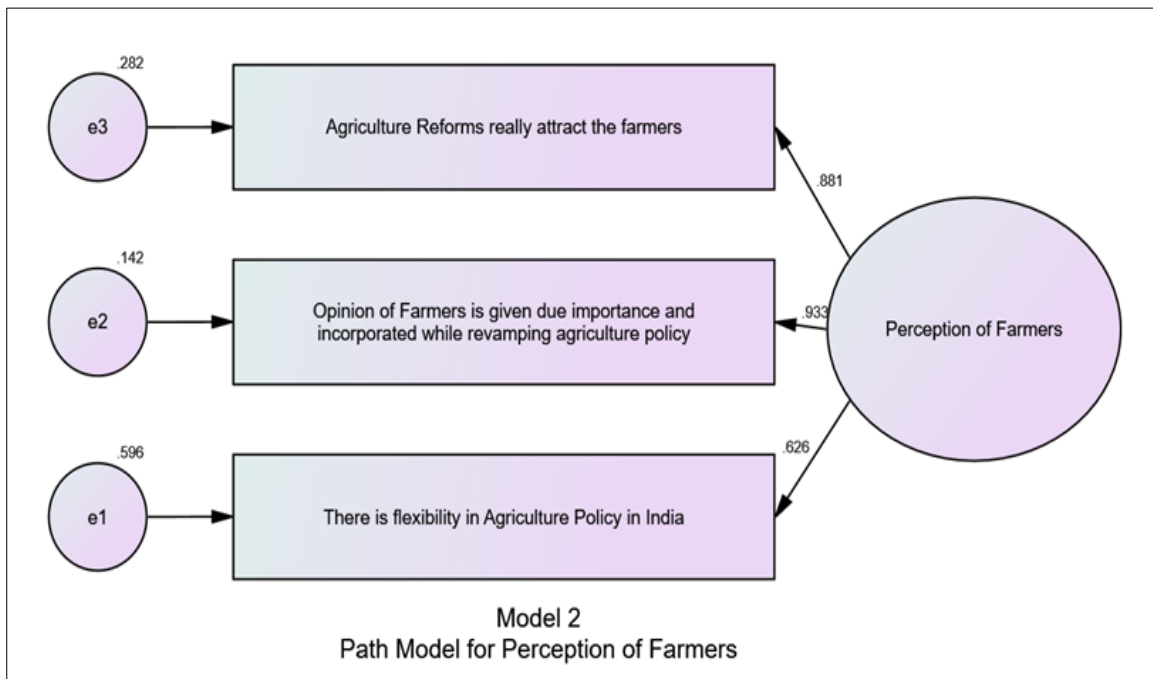 .282
e3
Agriculture Reforms really attract the farmers
.881
.142
e2
Opinion of Farmers is given due importance and
incorporated while revamping agriculture policy
.933
Perception of Farmers
.596
e1
There is flexibility in Agriculture Policy in India
.626
Model 2
Path Model for Perception of Farmers